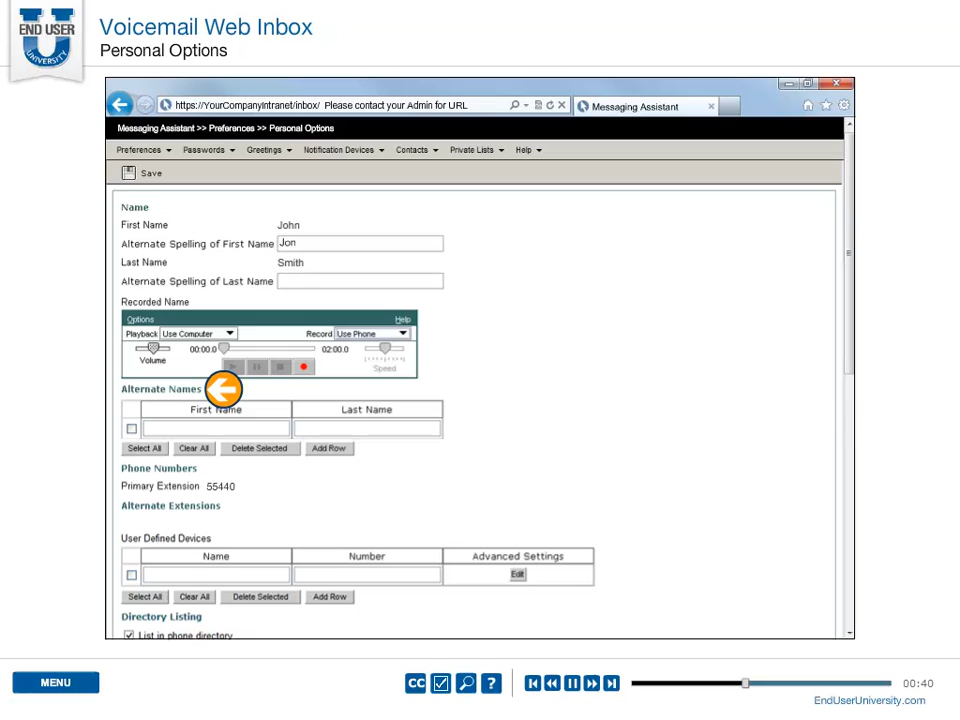 END USER
U
UNIVERSITY
Voicemail Web Inbox
Personal Options
https://YourCompanyIntranet/inbox/ Please contact your Admin for URL
Messaging Assistant
Messaging Assistant >> Preferences >> Personal Options
Preferences Passwords Greetings Notification Devices Contacts Private Lists Help
Save
Name
First Name John
Alternate Spelling of First Name Jon
Last Name Smith
Alternate Spelling of Last Name
Recorded Name
Options Help
Playback Use Computer Record Use Phone
00:00.0 02:00.0
Volume Speed
Alternate Names
First Name Last Name
Select All Clear All Delete Selected Add Row
Phone Numbers
Primary Extension 55440
Alternate Extensions
User Defined Devices
Name Number Advanced Settings
Edit
Select All Clear All Delete Selected Add Row
Directory Listing
List in phone directory
MENU CC ? 00:40
EndUserUniversity.com